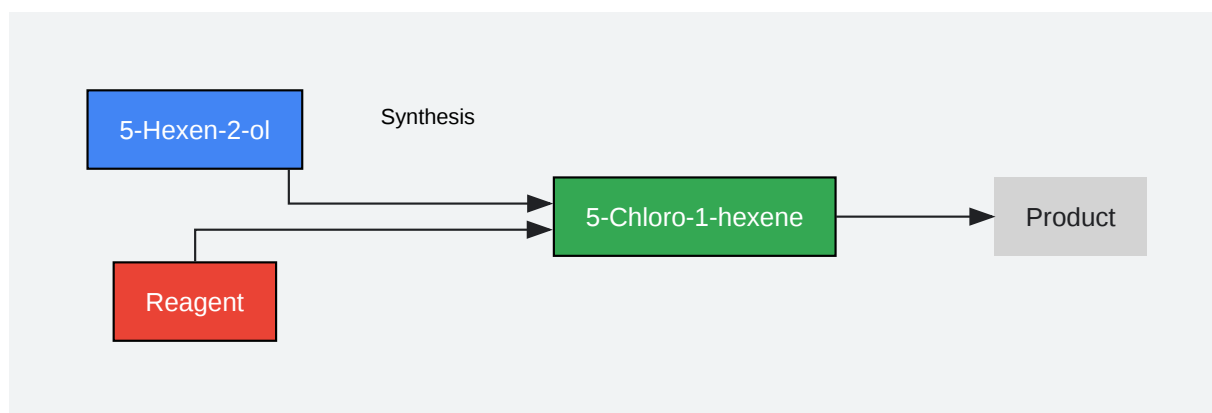 5-Hexen-2-ol
Synthesis
5-Chloro-1-hexene
Product
Reagent